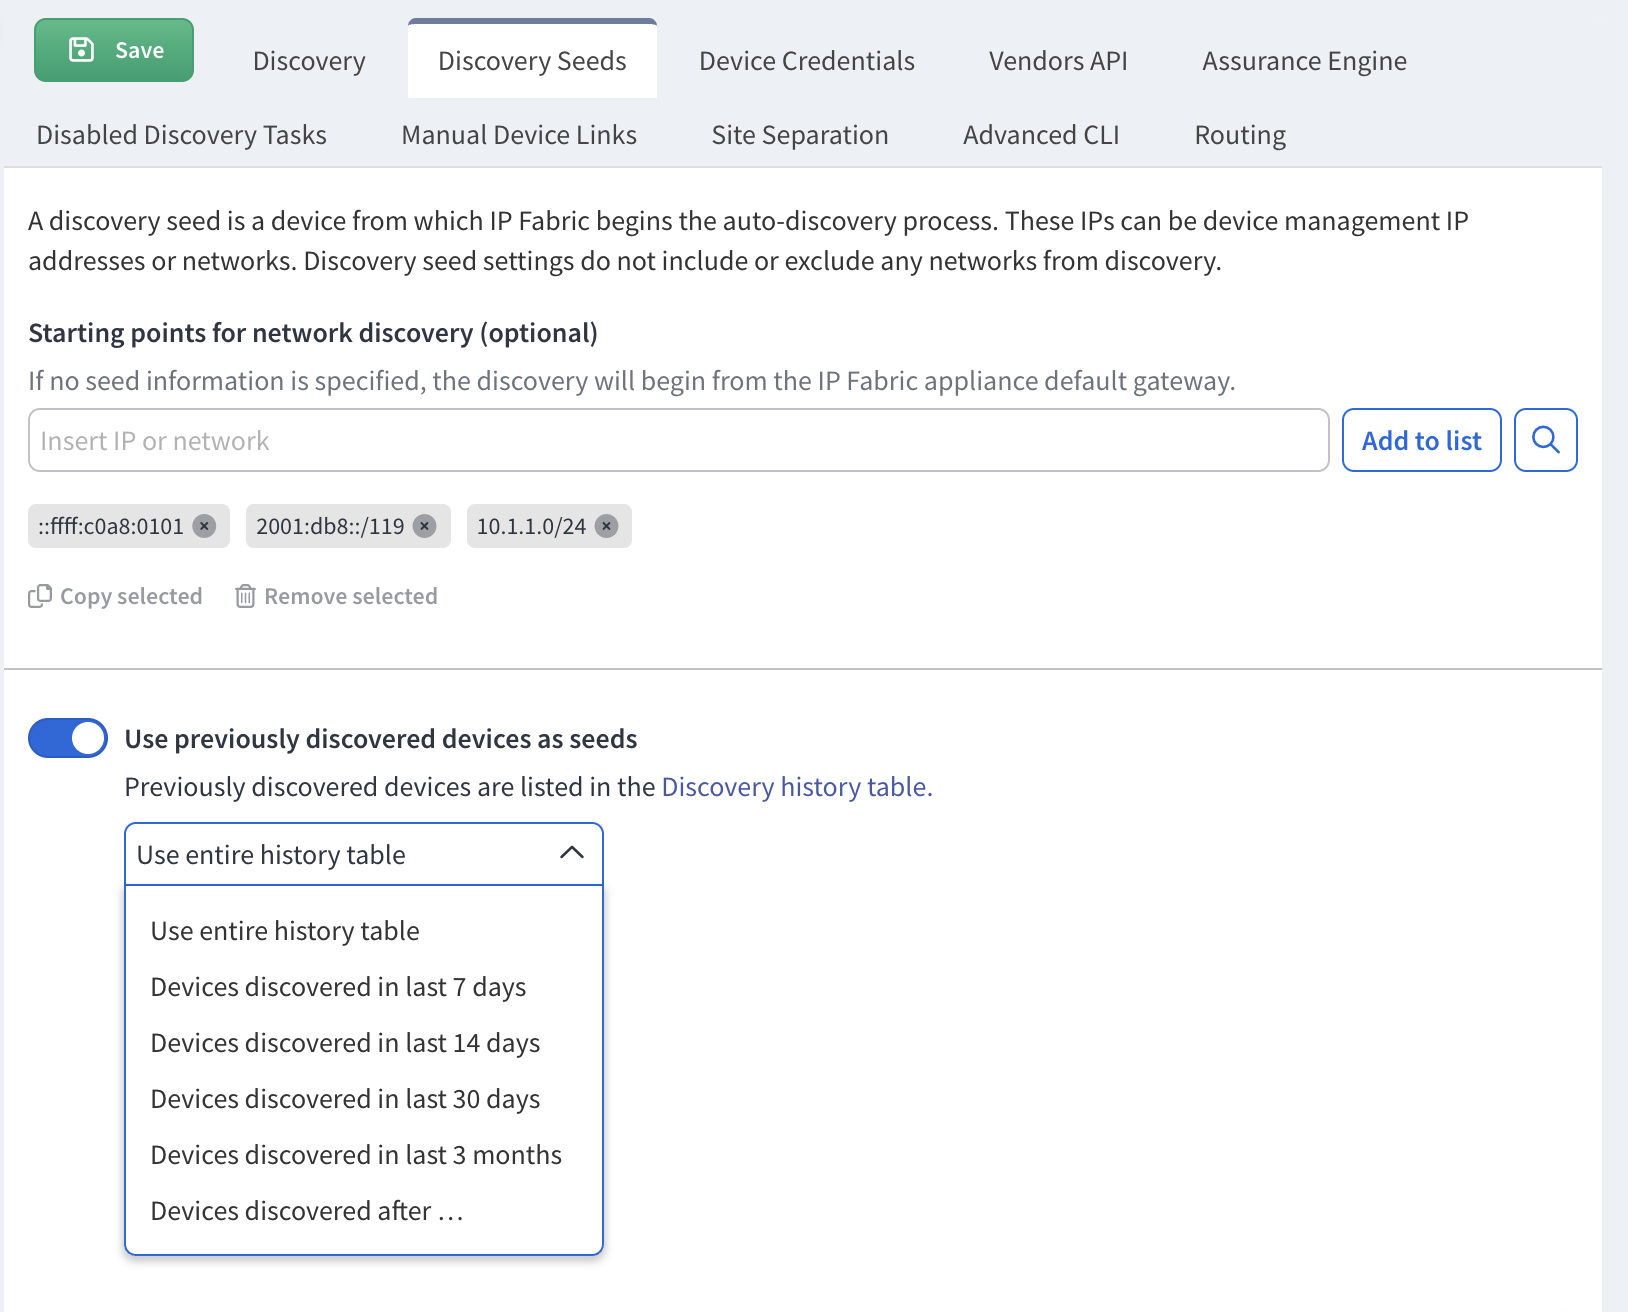 Save
Discovery
Discovery Seeds
Device Credentials
Vendors API
Assurance Engine
Disabled Discovery Tasks
Manual Device Links
Site Separation
Advanced CLI
Routing
A discovery seed is a device from which IP Fabric begins the auto-discovery process. These IPs can be device management IP
addresses or networks. Discovery seed settings do not include or exclude any networks from discovery.
Starting points for network discovery (optional)
If no seed information is specified, the discovery will begin from the IP Fabric appliance default gateway.
Insert IP or network
Add to list
::ffff:c0a8:0101
2001:db8::/119
10.1.1.0/24
Copy selected
Remove selected
Use previously discovered devices as seeds
Previously discovered devices are listed in the Discovery history table.
Use entire history table
Use entire history table
Devices discovered in last 7 days
Devices discovered in last 14 days
Devices discovered in last 30 days
Devices discovered in last 3 months
Devices discovered after …